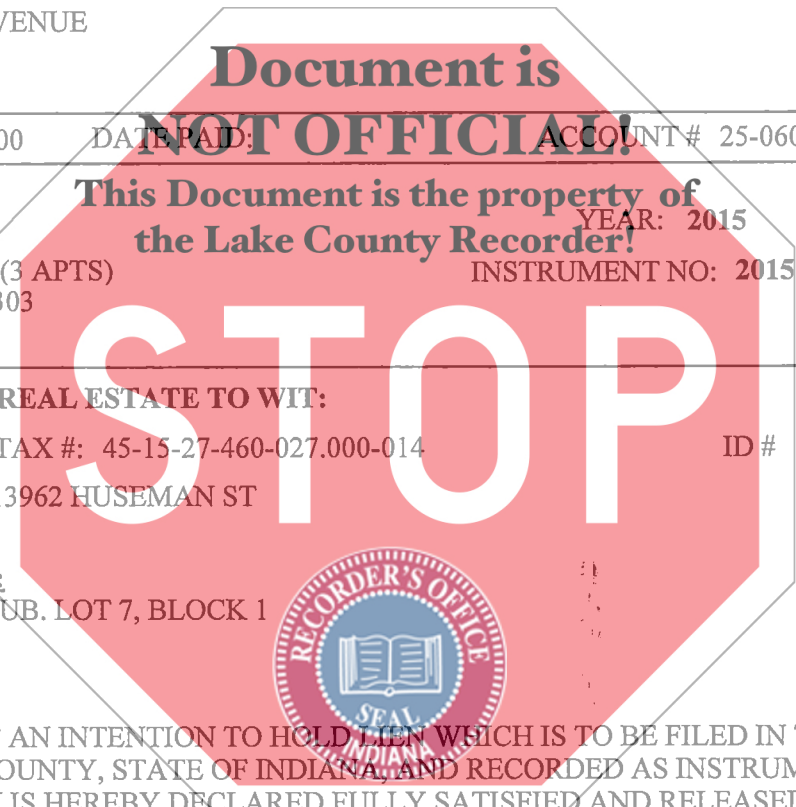 VENUE
Document is
00 DATE PAID: ACCOUNT # 25-060
NOT OFFICIAL!
This Document is the property of
YEAR: 2015
the Lake County Recorder!
(3 APTS) INSTRUMENT NO: 2015
303
STOP
REAL ESTATE TO WIT:
TAX #: 45-15-27-460-027.000-014 ID #
3962 HUSEMAN ST
UB. LOT 7, BLOCK 1
RECORDER'S OFFICE
SEAL
INDIANA
AN INTENTION TO HOLD LIEN WHICH IS TO BE FILED IN
OUNTY, STATE OF INDIANA, AND RECORDED AS INSTRUM
IS HEREBY DECLARED FULLY SATISFIED AND RELEASED